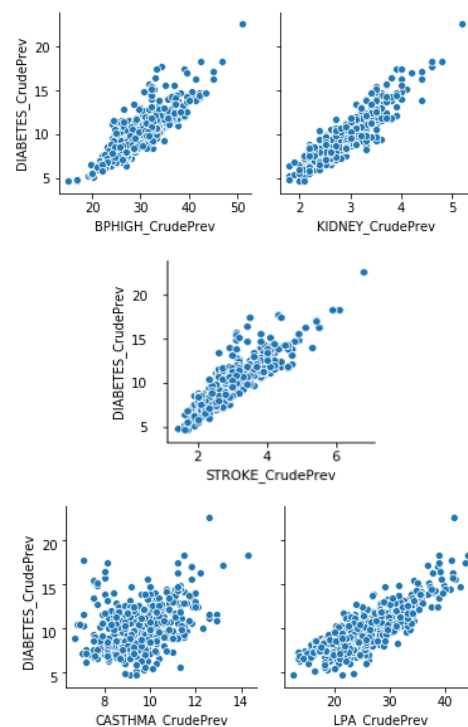 20
15
10
5
DIABETES_CrudePrev
20 30 40 50
BPHIGH_CrudePrev
2 3 4 5
KIDNEY_CrudePrev
20
15
10
5
DIABETES_CrudePrev
2 4 6
STROKE_CrudePrev
20
15
10
5
DIABETES_CrudePrev
8 10 12 14
CASTHMA_CrudePrev
20 30 40
LPA_CrudePrev